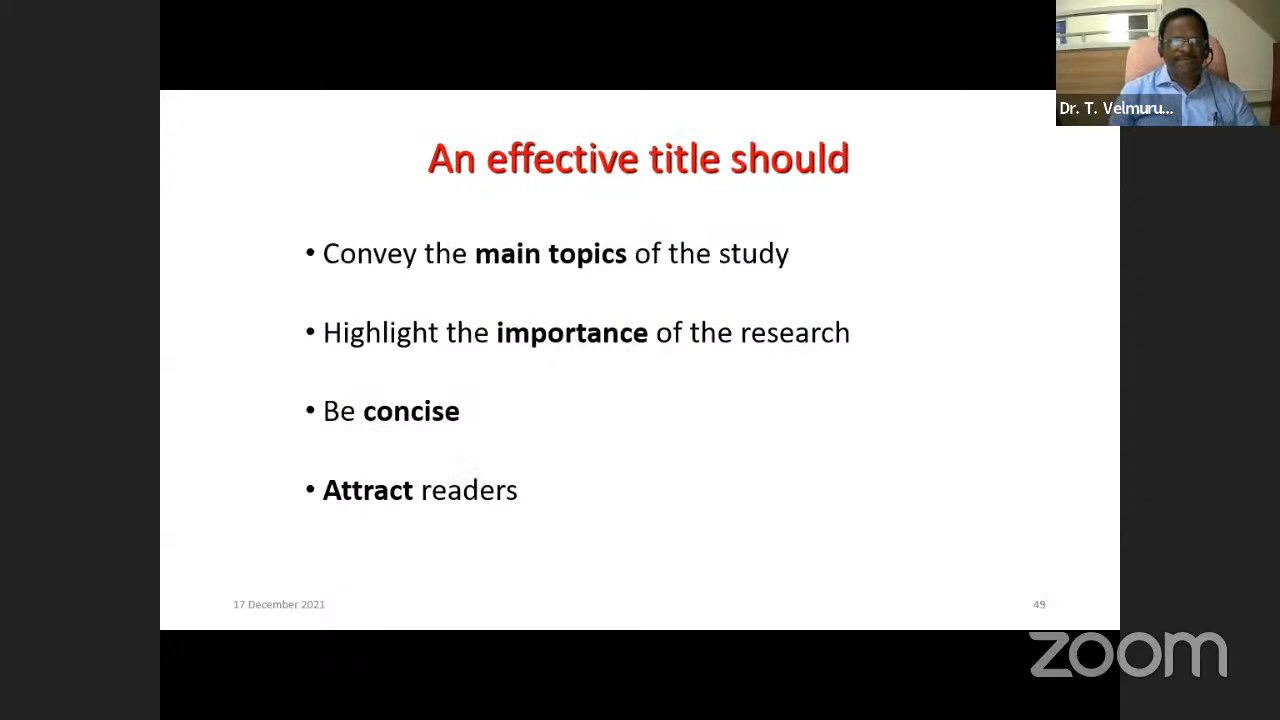 Dr. T. Velmuru...
An effective title should
• Convey the main topics of the study
• Highlight the importance of the research
• Be concise
• Attract readers
17 December 2021
49
zoom